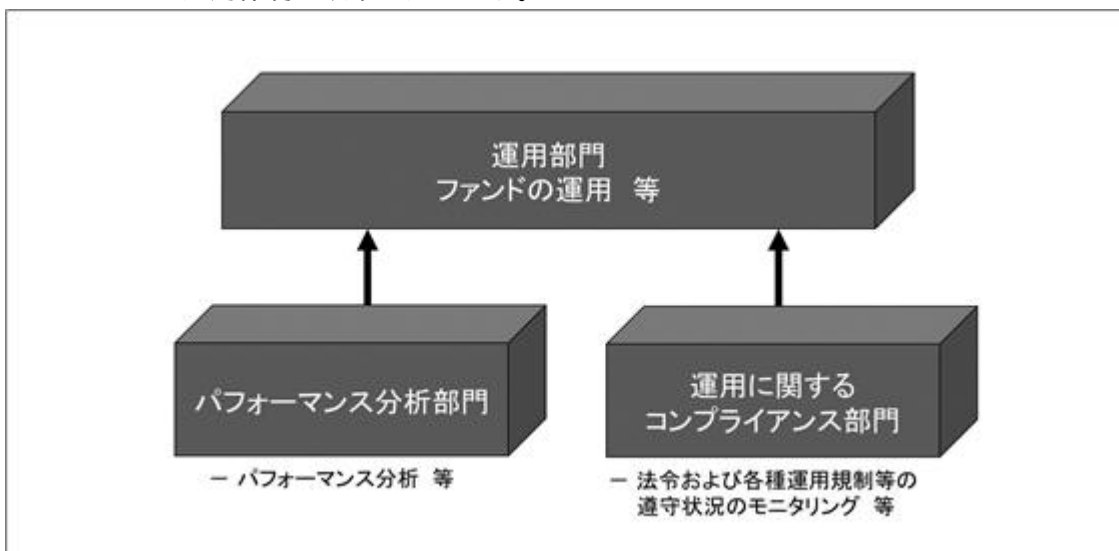 運用部門
ファンドの運用 等
パフォーマンス分析部門
運用に関する
コンプライアンス部門
－ パフォーマンス分析 等
－ 法令および各種運用規制等の
遵守状況のモニタリング 等